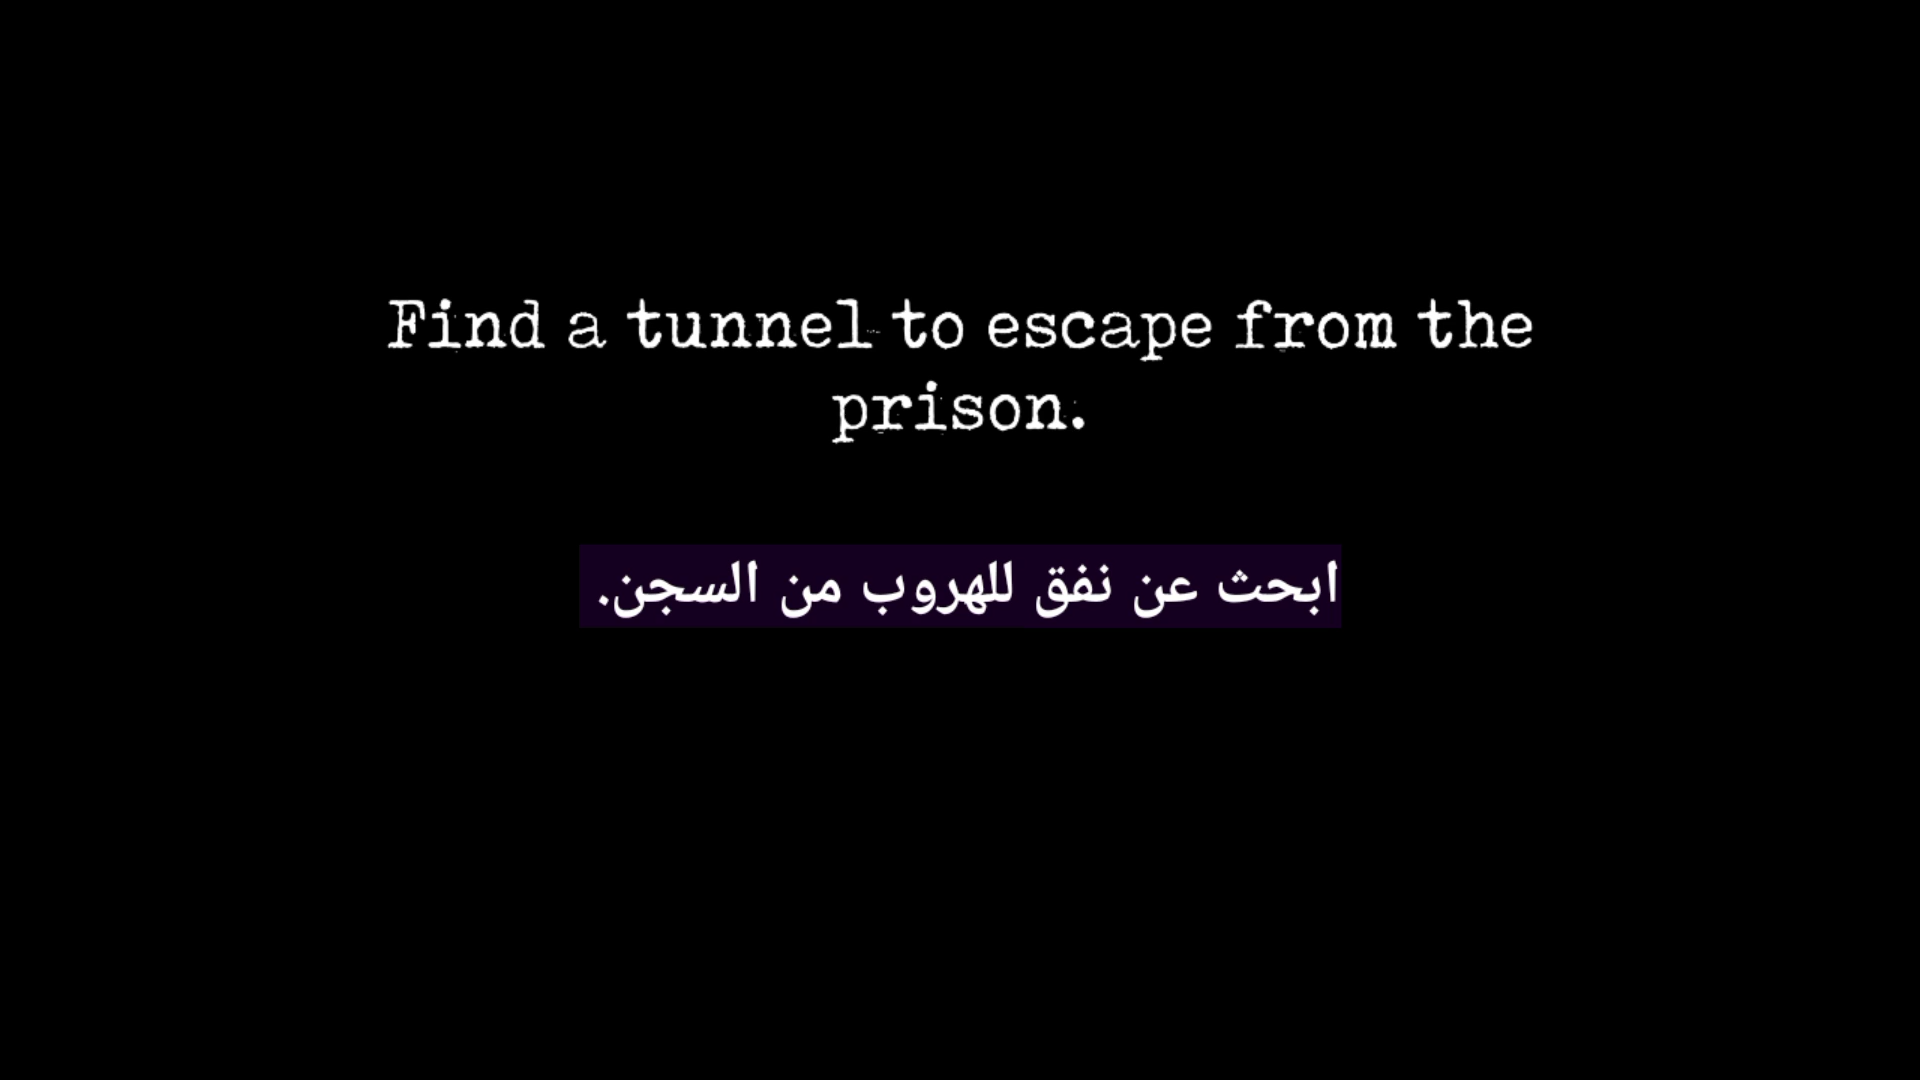 Find a tunnel to escape from the
prison.
ابحث عن نفق للهروب من السجن.